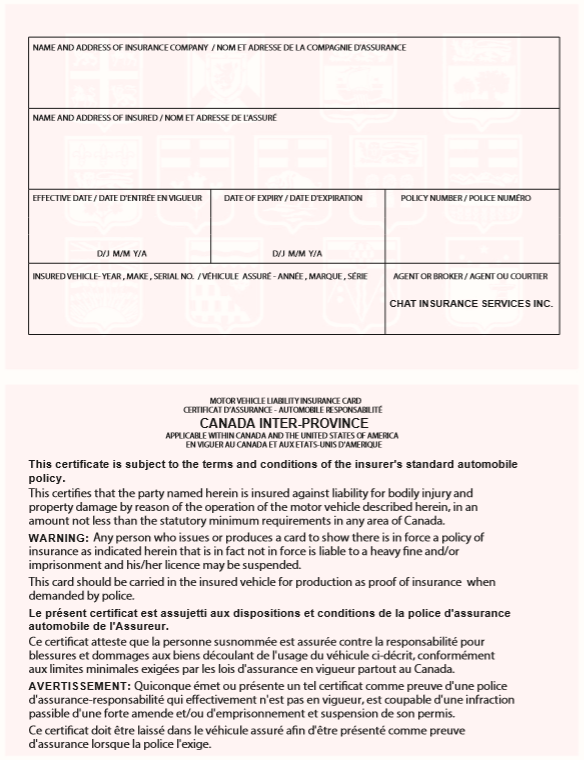 NAME AND ADDRESS OF INSURANCE COMPANY / NOM ET ADRESSE DE LA COMPAGNIE D'ASSURANCE
NAME AND ADDRESS OF INSURED / NOM ET ADRESSE DE L'ASSURÉ
EFFECTIVE DATE / DATE D'ENTRÉE EN VIGUEUR
D/J M/M Y/A
DATE OF EXPIRY / DATE D'EXPIRATION
D/J M/M Y/A
POLICY NUMBER / POLICE NUMÉRO
INSURED VEHICLE- YEAR , MAKE , SERIAL NO. / VÉHICULE ASSURÉ - ANNÉE , MARQUE , SÉRIE
AGENT OR BROKER / AGENT OU COURTIER
CHAT INSURANCE SERVICES INC.
MOTOR VEHICLE LIABILITY INSURANCE CARD
CERTIFICAT D'ASSURANCE - AUTOMOBILE RESPONSABILITÉ
CANADA INTER-PROVINCE
APPLICABLE WITHIN CANADA AND THE UNITED STATES OF AMERICA
EN VIGUER AU CANADA ET AUX ETATS-UNIS D'AMERIQUE
This certificate is subject to the terms and conditions of the insurer's standard automobile
policy.
This certifies that the party named herein is insured against liability for bodily injury and
property damage by reason of the operation of the motor vehicle described herein, in an
amount not less than the statutory minimum requirements in any area of Canada.
WARNING: Any person who issues or produces a card to show there is in force a policy of
insurance as indicated herein that is in fact not in force is liable to a heavy fine and/or
imprisonment and his/her licence may be suspended.
This card should be carried in the insured vehicle for production as proof of insurance when
demanded by police.
Le présent certificat est assujetti aux dispositions et conditions de la police d'assurance
automobile de l'Assureur.
Ce certificat atteste que la personne susnommée est assurée contre la responsabilité pour
blessures et dommages aux biens découlant de l'usage du véhicule ci-décrit, conformément
aux limites minimales exigées par les lois d'assurance en vigueur partout au Canada.
AVERTISSEMENT: Quiconque émet ou présente un tel certificat comme preuve d'une police
d'assurance-responsabilité qui effectivement n'est pas en vigueur, est coupable d'une infraction
passible d'une forte amende et/ou d'emprisonnement et suspension de son permis.
Ce certificat doit être laissé dans le véhicule assuré afin d'être présenté comme preuve
d'assurance lorsque la police l'exige.